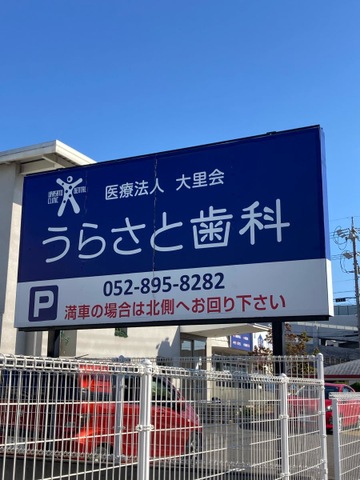 医療法人 大里会
うらさと歯科
P
052-895-8282
満車の場合は北側へお回り下さい